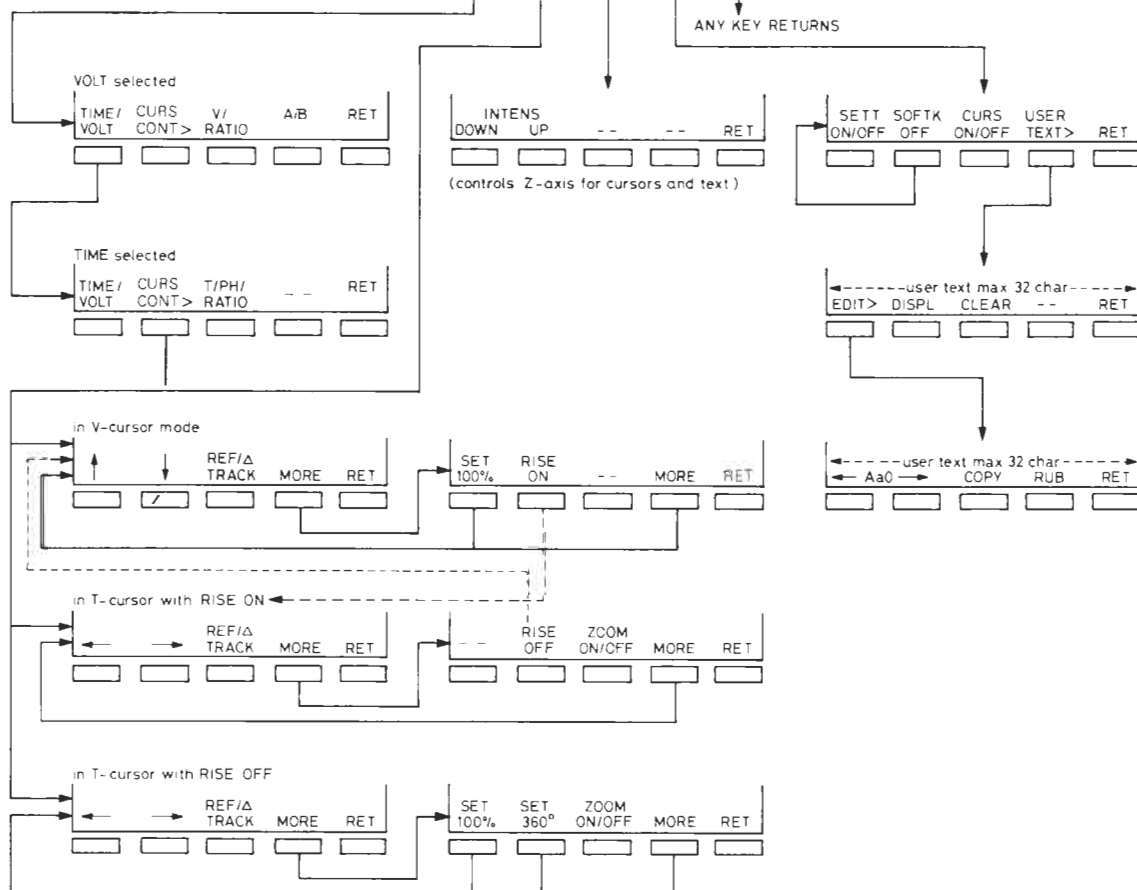 ANY KEY RETURNS
VOLT selected
TIME/ CURS V/ A/B RET
VOLT CONT> RATIO
INTENS
DOWN UP -- -- RET
(controls Z-axis for cursors and text)
SETT SOFTK CURS USER
ON/OFF OFF ON/OFF TEXT> RET
TIME selected
TIME/ CURS T/PH/ -- RET
VOLT CONT> RATIO
user text max 32 char
EDIT> DISPL CLEAR -- RET
in V-cursor mode
↑ ↓ REF/Δ
TRACK MORE RET
SET RISE
100% ON -- MORE RET
user text max 32 char
← Aa0 → COPY RUB RET
in T-cursor with RISE ON
← → REF/Δ
TRACK MORE RET
-- RISE ZOOM
OFF ON/OFF MORE RET
in T-cursor with RISE OFF
← → REF/Δ
TRACK MORE RET
SET SET ZOOM
100% 360° ON/OFF MORE RET